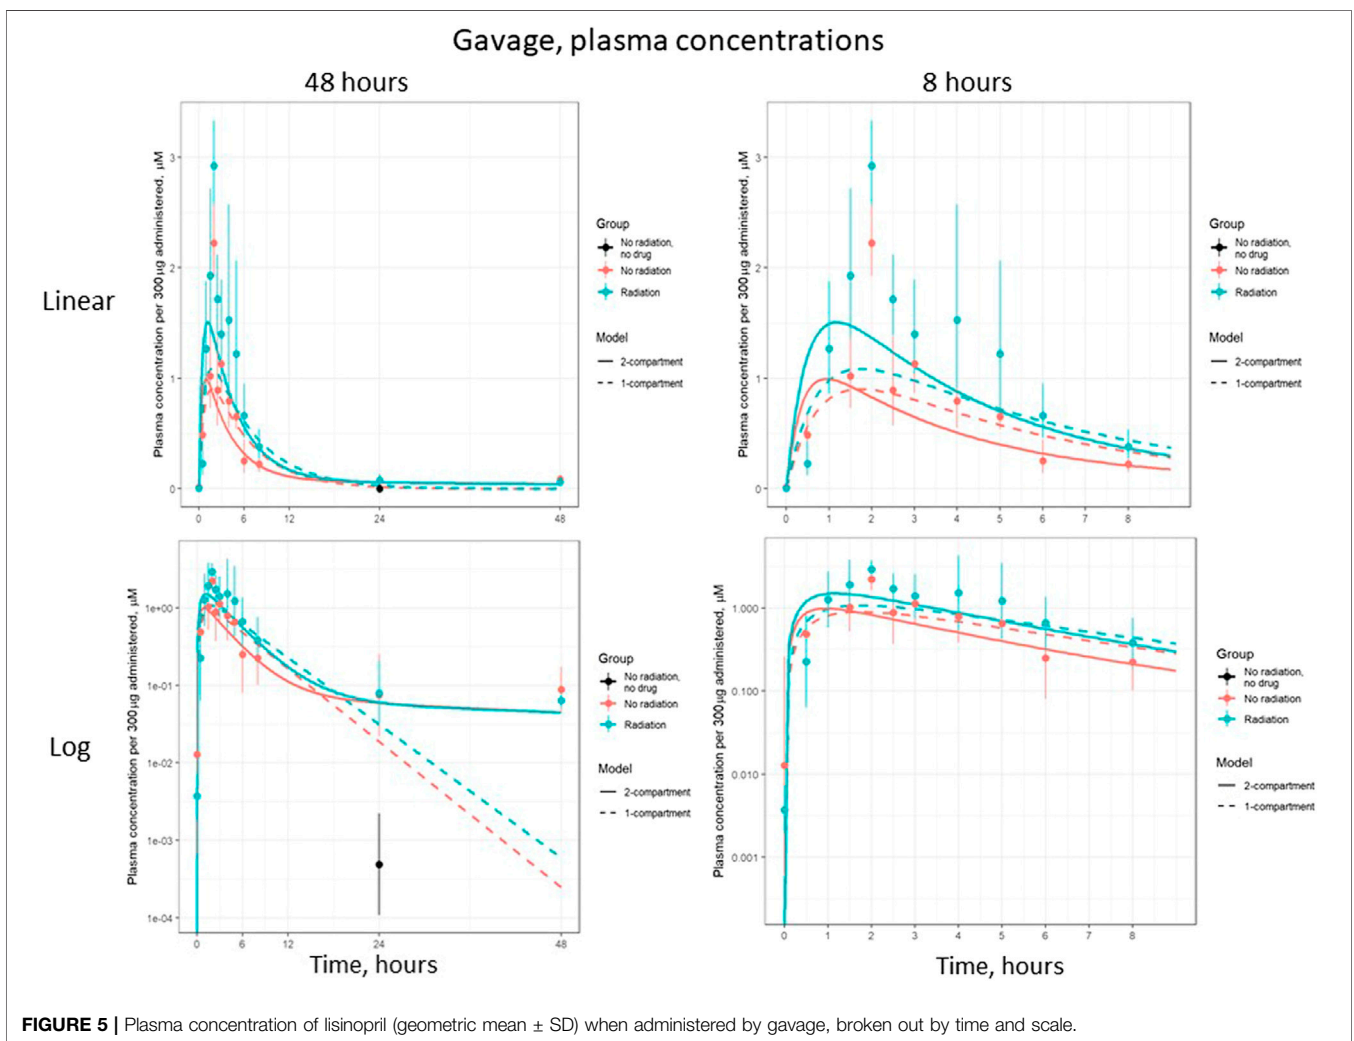 Gavage, plasma concentrations
48 hours
8 hours
Linear
Plasma concentration per 300µg administered, µM
3
2
1
0
0
6
12
24
48
Group
No radiation,
no drug
No radiation
Radiation
Model
2-compartment
1-compartment
Plasma concentration per 300µg administered, µM
3
2
1
0
0
1
2
3
4
5
6
7
8
Group
No radiation,
no drug
No radiation
Radiation
Model
2-compartment
1-compartment
Log
Plasma concentration per 300µg administered, µM
1e+00
1e-01
1e-02
1e-03
1e-04
0
6
12
24
48
Time, hours
Group
No radiation,
no drug
No radiation
Radiation
Model
2-compartment
1-compartment
Plasma concentration per 300µg administered, µM
1.000
0.100
0.010
0.001
0
1
2
3
4
5
6
7
8
Time, hours
Group
No radiation,
no drug
No radiation
Radiation
Model
2-compartment
1-compartment
FIGURE 5 | Plasma concentration of lisinopril (geometric mean ± SD) when administered by gavage, broken out by time and scale.